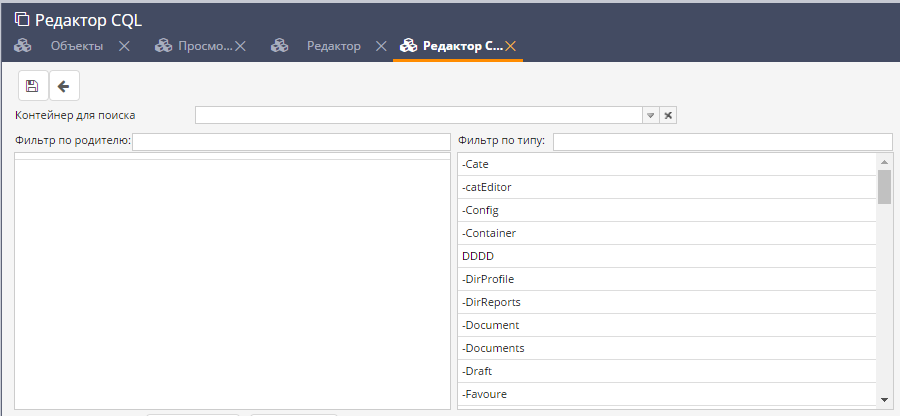 Редактор CQL
Объекты Просмо... Редактор Редактор С...
Контейнер для поиска
Фильтр по родителю: Фильтр по типу:
-Cate
-catEditor
-Config
-Container
DDDD
-DirProfile
-DirReports
-Document
-Documents
-Draft
-Favoure